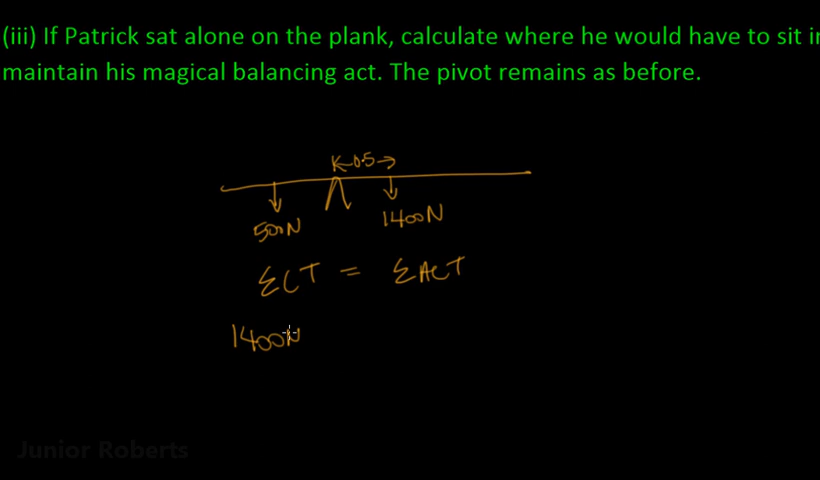 (iii) If Patrick sat alone on the plank, calculate where he would have to sit in
maintain his magical balancing act. The pivot remains as before.
0.5
500N 1400N
ΣCT = ΣACT
1400N
Junior Roberts